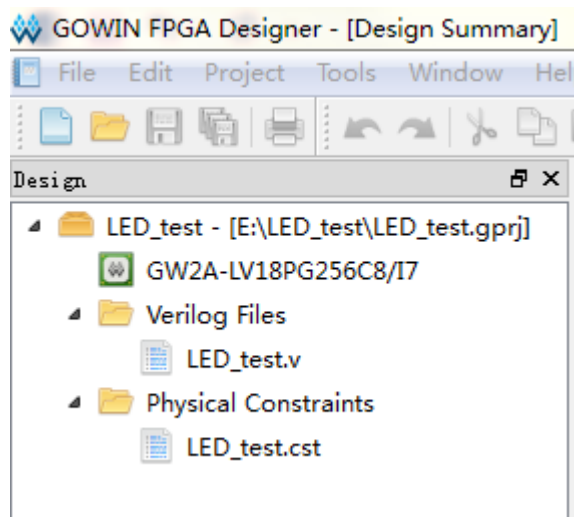 GOWIN FPGA Designer - [Design Summary]
File Edit Project Tools Window Hel
Design
LED_test - [E:\LED_test\LED_test.gprj]
GW2A-LV18PG256C8/I7
Verilog Files
LED_test.v
Physical Constraints
LED_test.cst